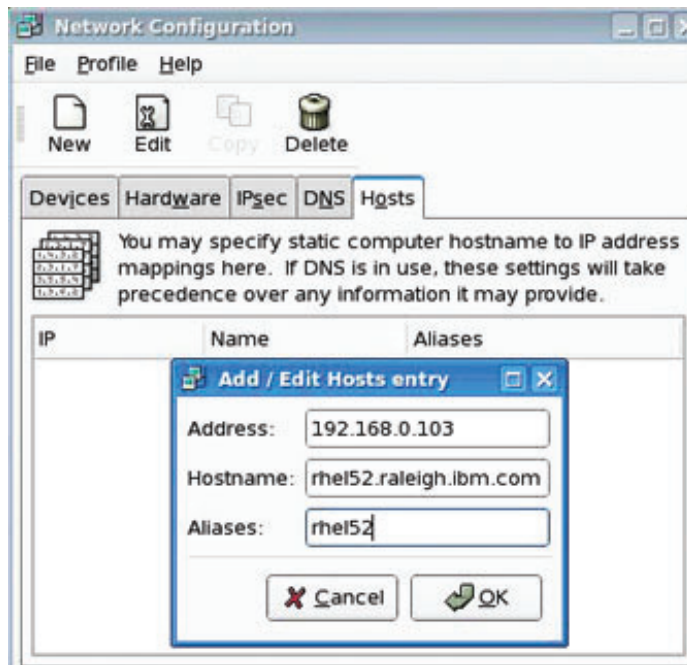 Network Configuration
File Profile Help
New Edit Copy Delete
Devices Hardware IPsec DNS Hosts
You may specify static computer hostname to IP address
mappings here. If DNS is in use, these settings will take
precedence over any information it may provide.
IP Name Aliases
Add / Edit Hosts entry
Address: 192.168.0.103
Hostname: rhel52.raleigh.ibm.com
Aliases: rhel52
Cancel OK